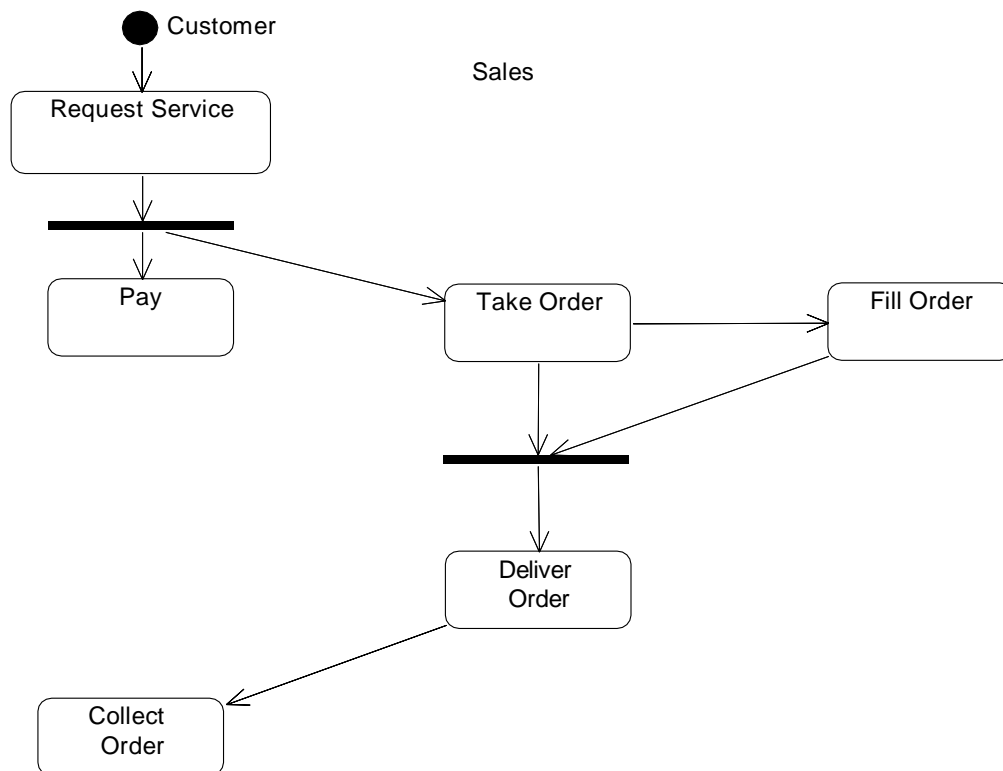 Customer
Sales
Request Service
Pay
Take Order
Fill Order
Deliver
Order
Collect
Order